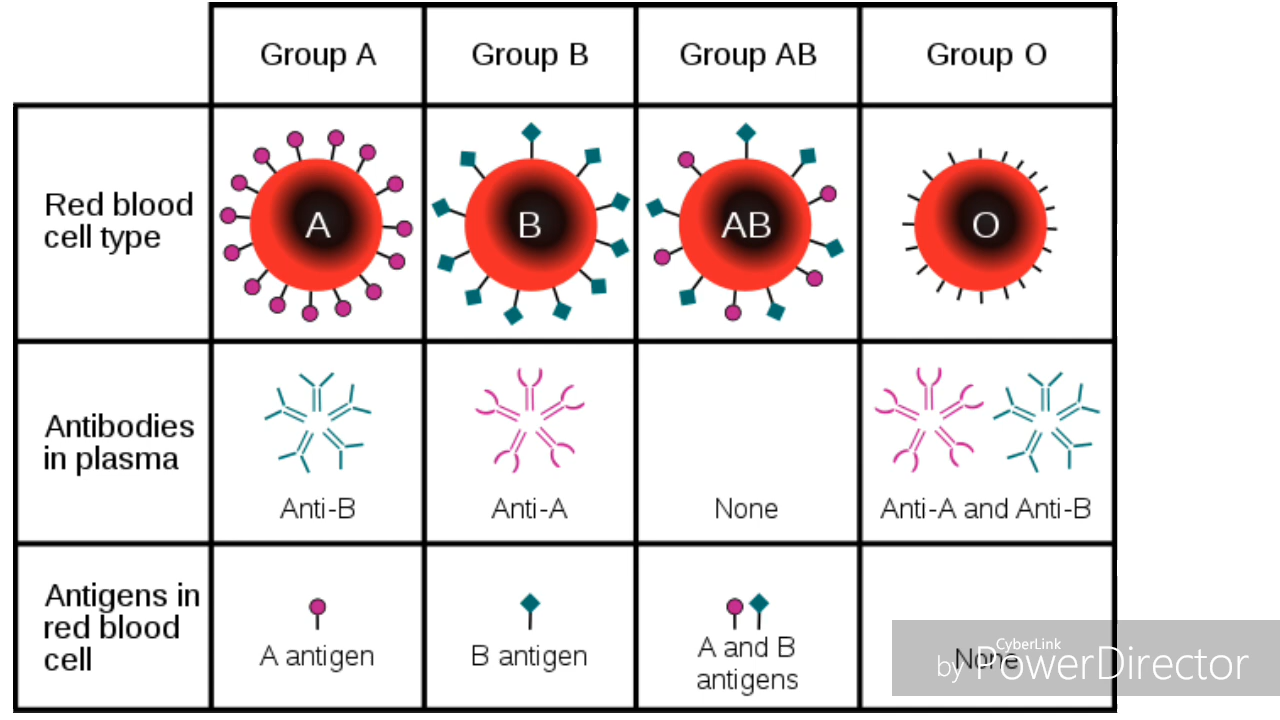 Group A
Group B
Group AB
Group O
Red blood
cell type
A
B
AB
O
Antibodies
in plasma
Anti-B
Anti-A
None
Anti-A and Anti-B
Antigens in
red blood
cell
A antigen
B antigen
A and B
antigens
None
CyberLink
by PowerDirector